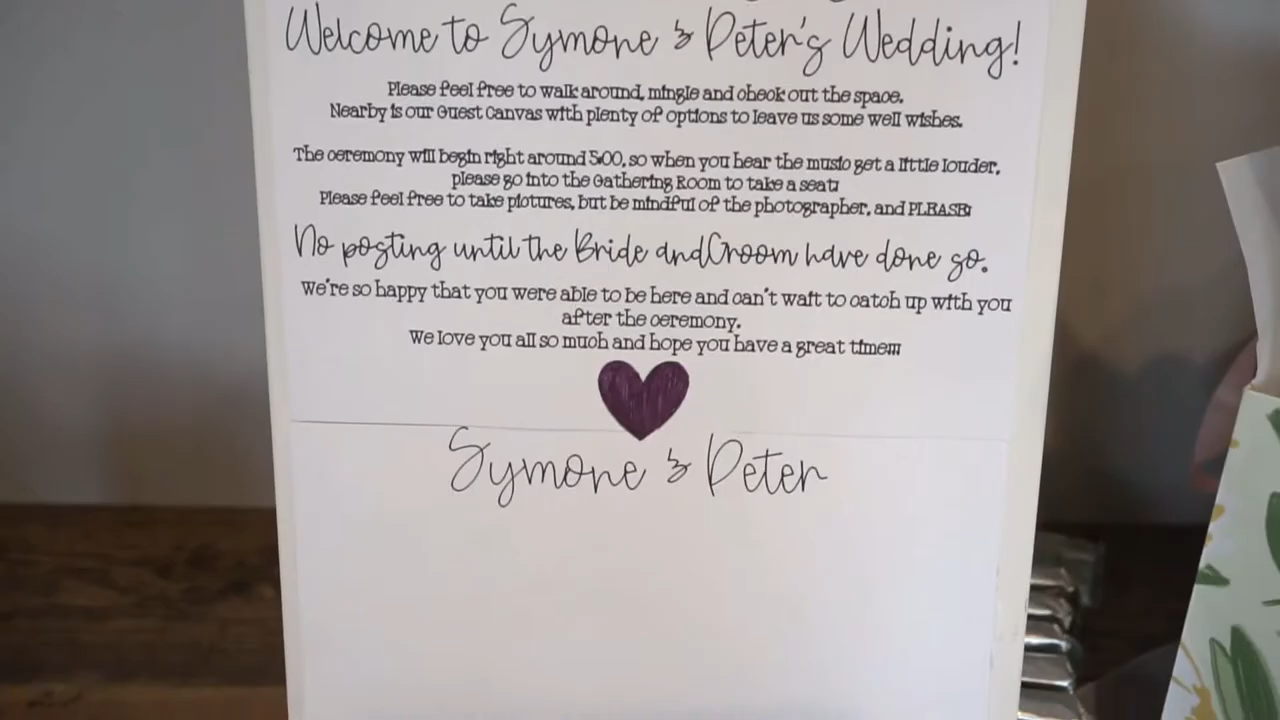 Welcome to Symone & Peter's Wedding!
Please feel free to walk around, mingle and check out the space.
Nearby is our Guest Canvas with plenty of options to leave us some well wishes.
The ceremony will begin right around 5:00, so when you hear the music get a little louder,
please go into the Gathering Room to take a seat!
Please feel free to take pictures, but be mindful of the photographer, and PLEASE:
No posting until the Bride and Groom have done so.
We're so happy that you were able to be here and can't wait to catch up with you
after the ceremony.
We love you all so much and hope you have a great time!!!
Symone & Peter